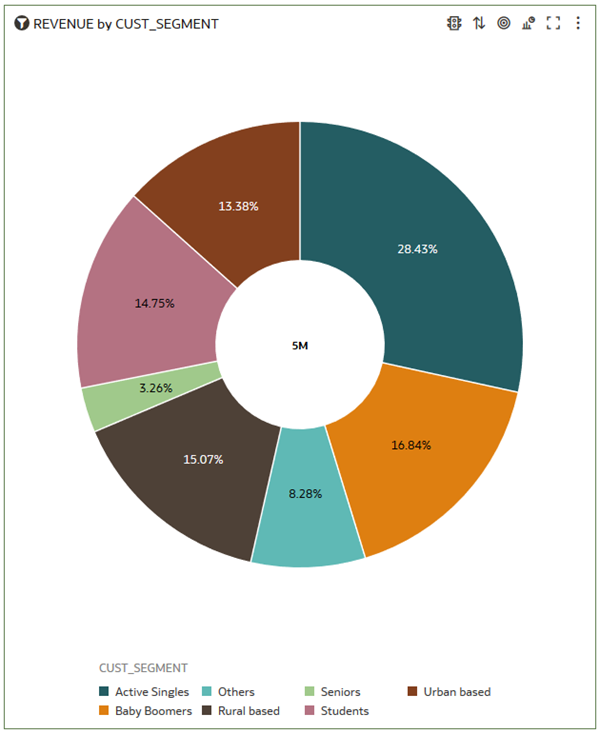 REVENUE by CUST_SEGMENT
13.38%
28.43%
14.75%
5M
3.26%
16.84%
15.07%
8.28%
CUST_SEGMENT
Active Singles Others Seniors Urban based
Baby Boomers Rural based Students